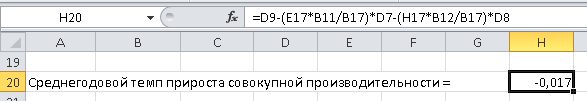 H20 fx =D9-(E17*B11/B17)*D7-(H17*B12/B17)*D8
A B C D E F G H
19
20 Среднегодовой темп прироста совокупной производительности = -0,017